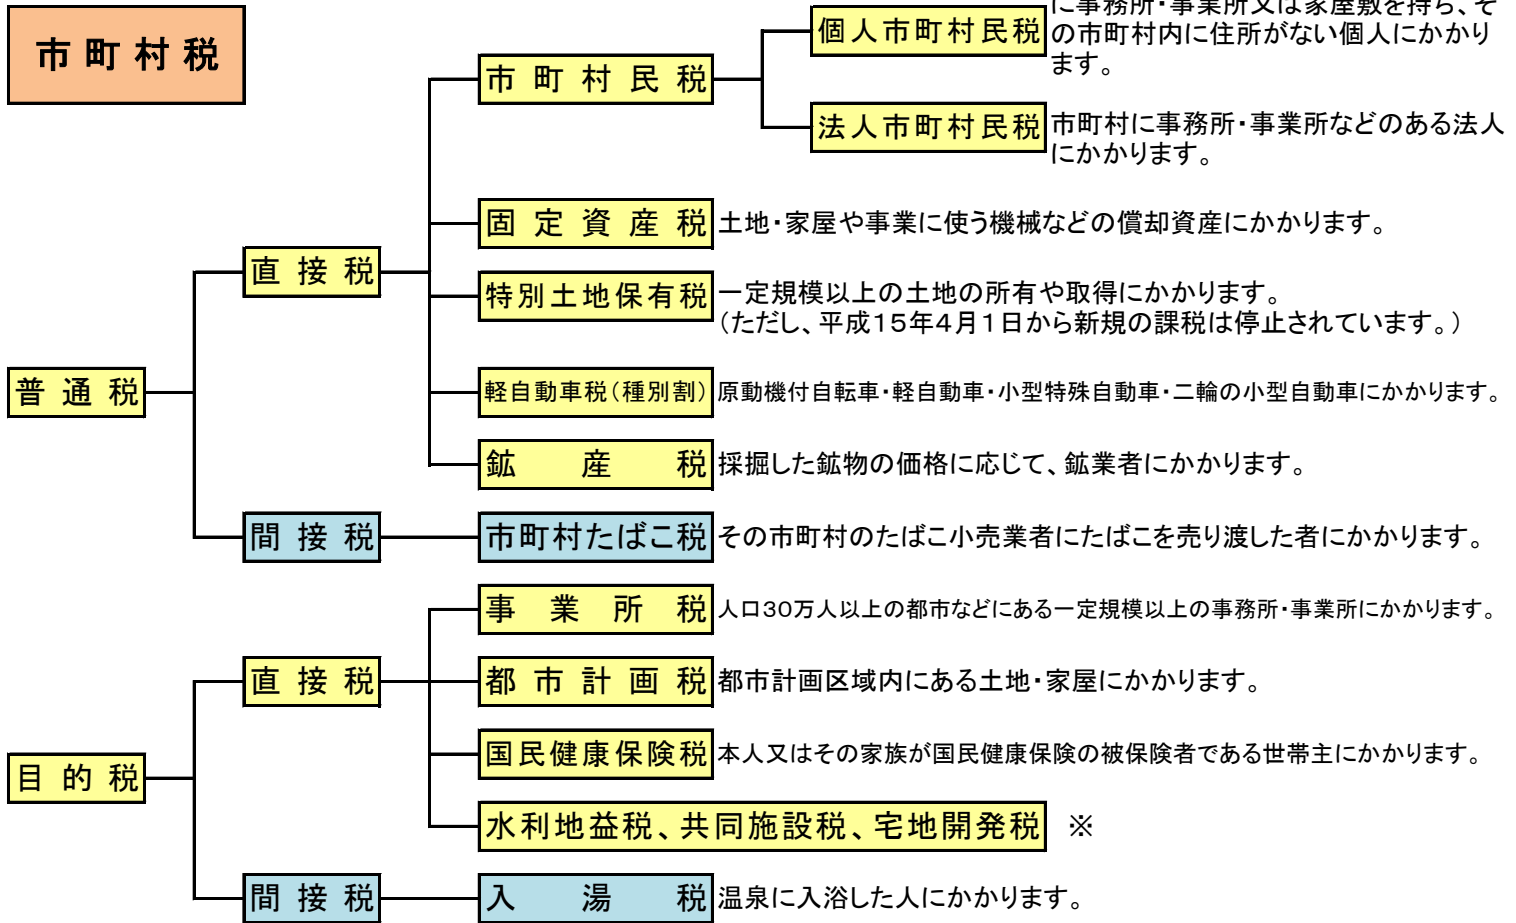 市町村税
に事務所・事業所又は家屋敷を持ち、そ
個人市町村民税
の市町村内に住所がない個人にかかり
ます。
市町村民税
法人市町村民税
市町村に事務所・事業所などのある法人
にかかります。
固定資産税
土地・家屋や事業に使う機械などの償却資産にかかります。
直接税
特別土地保有税
一定規模以上の土地の所有や取得にかかります。
(ただし、平成15年4月1日から新規の課税は停止されています。)
普通税
軽自動車税(種別割)
原動機付自転車・軽自動車・小型特殊自動車・二輪の小型自動車にかかります。
鉱産税
採掘した鉱物の価格に応じて、鉱業者にかかります。
間接税
市町村たばこ税
その市町村のたばこ小売業者にたばこを売り渡した者にかかります。
事業所税
人口30万人以上の都市などにある一定規模以上の事務所・事業所にかかります。
直接税
都市計画税
都市計画区域内にある土地・家屋にかかります。
国民健康保険税
本人又はその家族が国民健康保険の被保険者である世帯主にかかります。
目的税
水利地益税、共同施設税、宅地開発税 ※
間接税
入湯税
温泉に入浴した人にかかります。